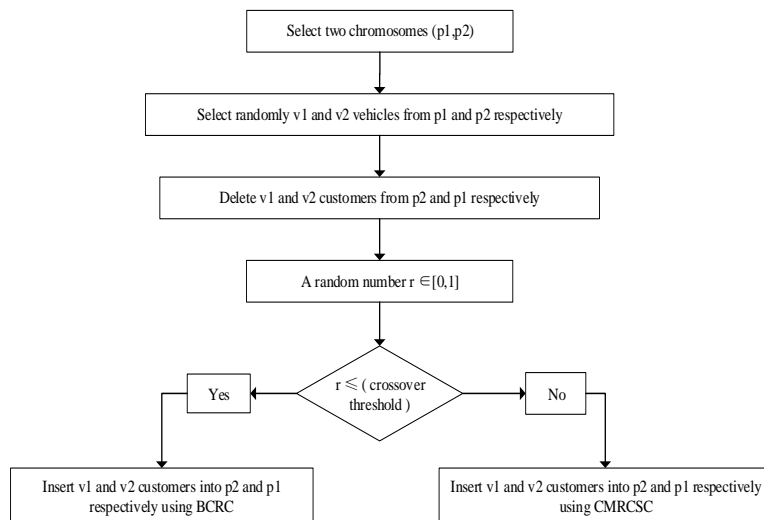 Select two chromosomes (p1,p2)
Select randomly v1 and v2 vehicles from p1 and p2 respectively
Delete v1 and v2 customers from p2 and p1 respectively
A random number r ∈[0,1]
r ≤ ( crossover
threshold )
Yes
No
Insert v1 and v2 customers into p2 and p1
respectively using BCRC
Insert v1 and v2 customers into p2 and p1 respectively
using CMRCSC